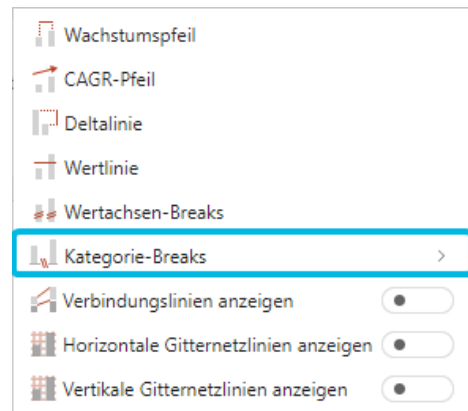 Wachstumspfeil
CAGR-Pfeil
Deltalinie
Wertlinie
Wertachsen-Breaks
Kategorie-Breaks
Verbindungslinien anzeigen
Horizontale Gitternetzlinien anzeigen
Vertikale Gitternetzlinien anzeigen